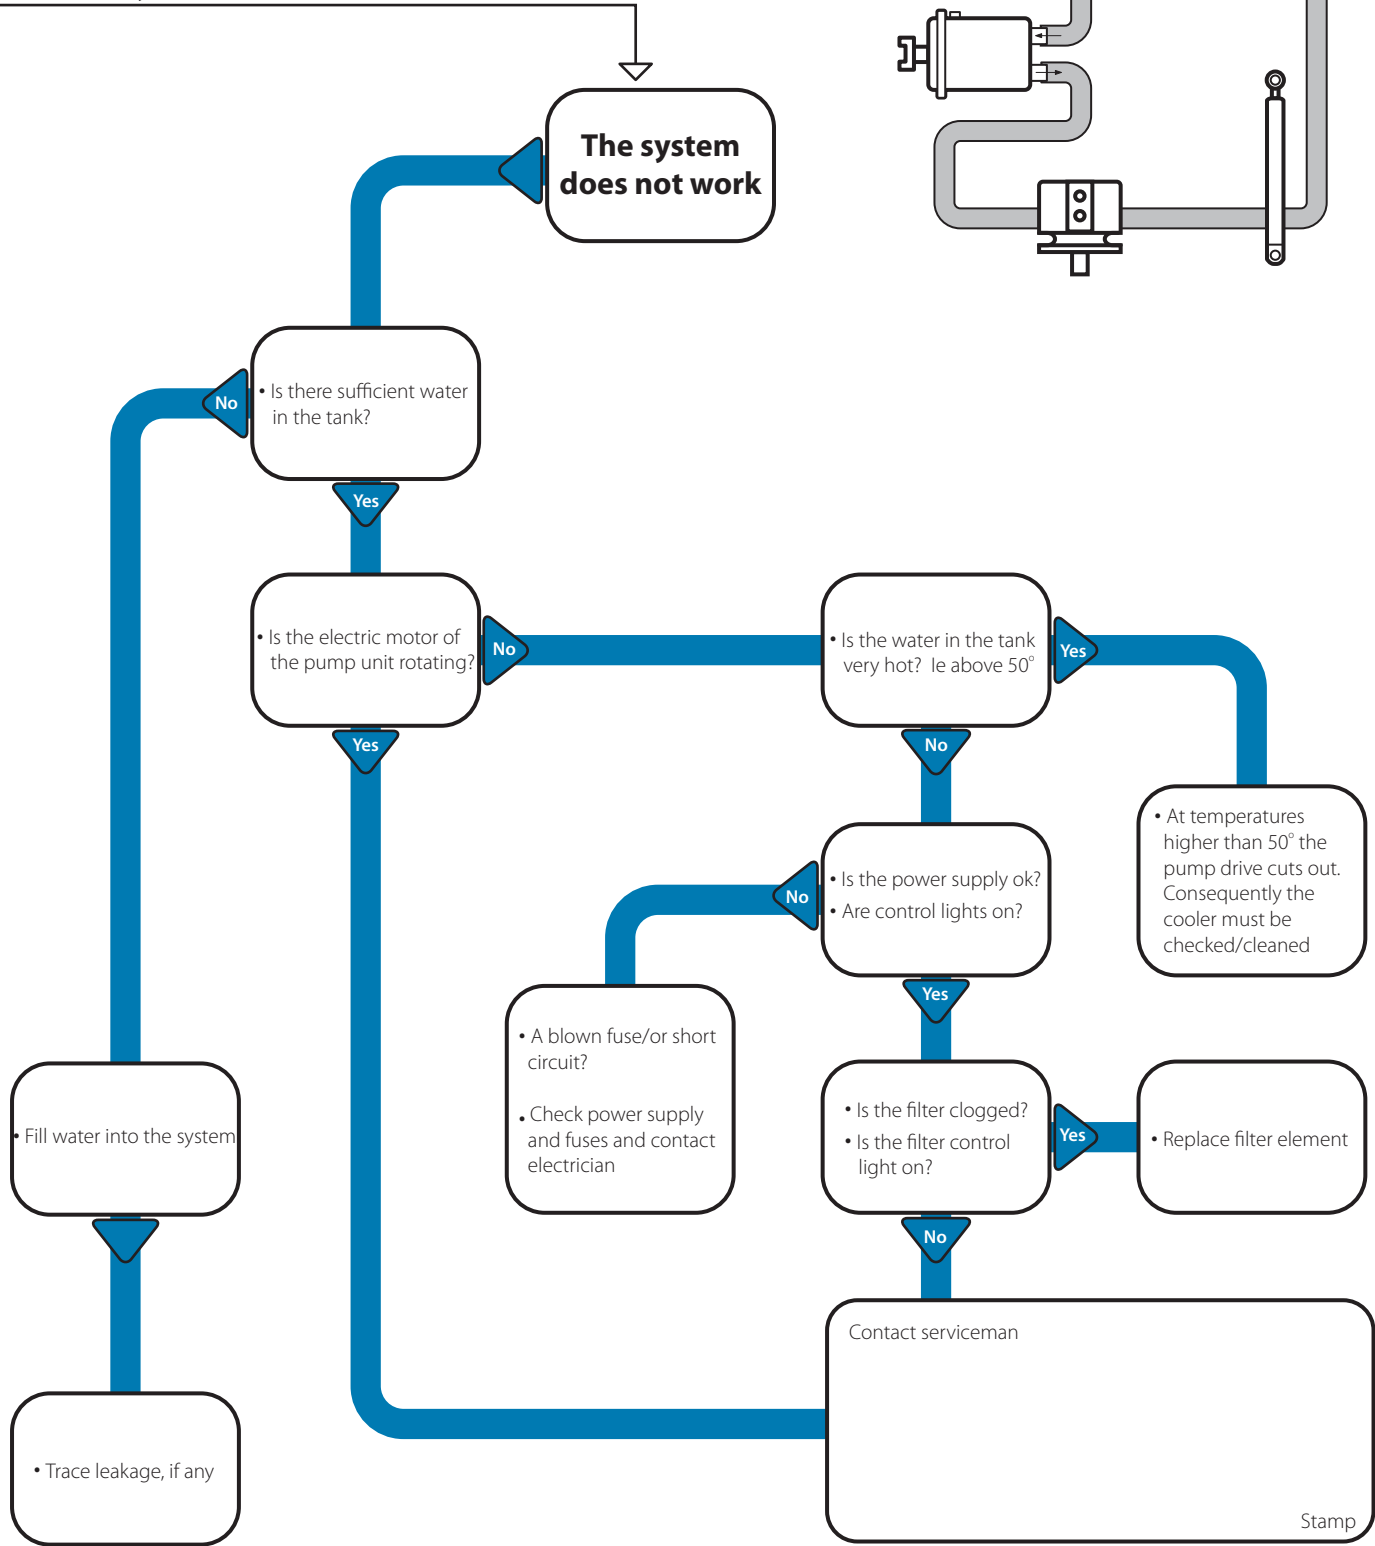 The system
does not work
• Is there sufficient water
in the tank?
No
Yes
• Is the electric motor of
the pump unit rotating?
No
• Is the water in the tank
very hot? Ie above 50°
Yes
Yes
No
• At temperatures
higher than 50° the
pump drive cuts out.
Consequently the
cooler must be
checked/cleaned
• Is the power supply ok?
• Are control lights on?
No
Yes
• A blown fuse/or short
circuit?
• Check power supply
and fuses and contact
electrician
• Is the filter clogged?
• Is the filter control
light on?
Yes
• Replace filter element
• Fill water into the system
No
Contact serviceman
• Trace leakage, if any
Stamp